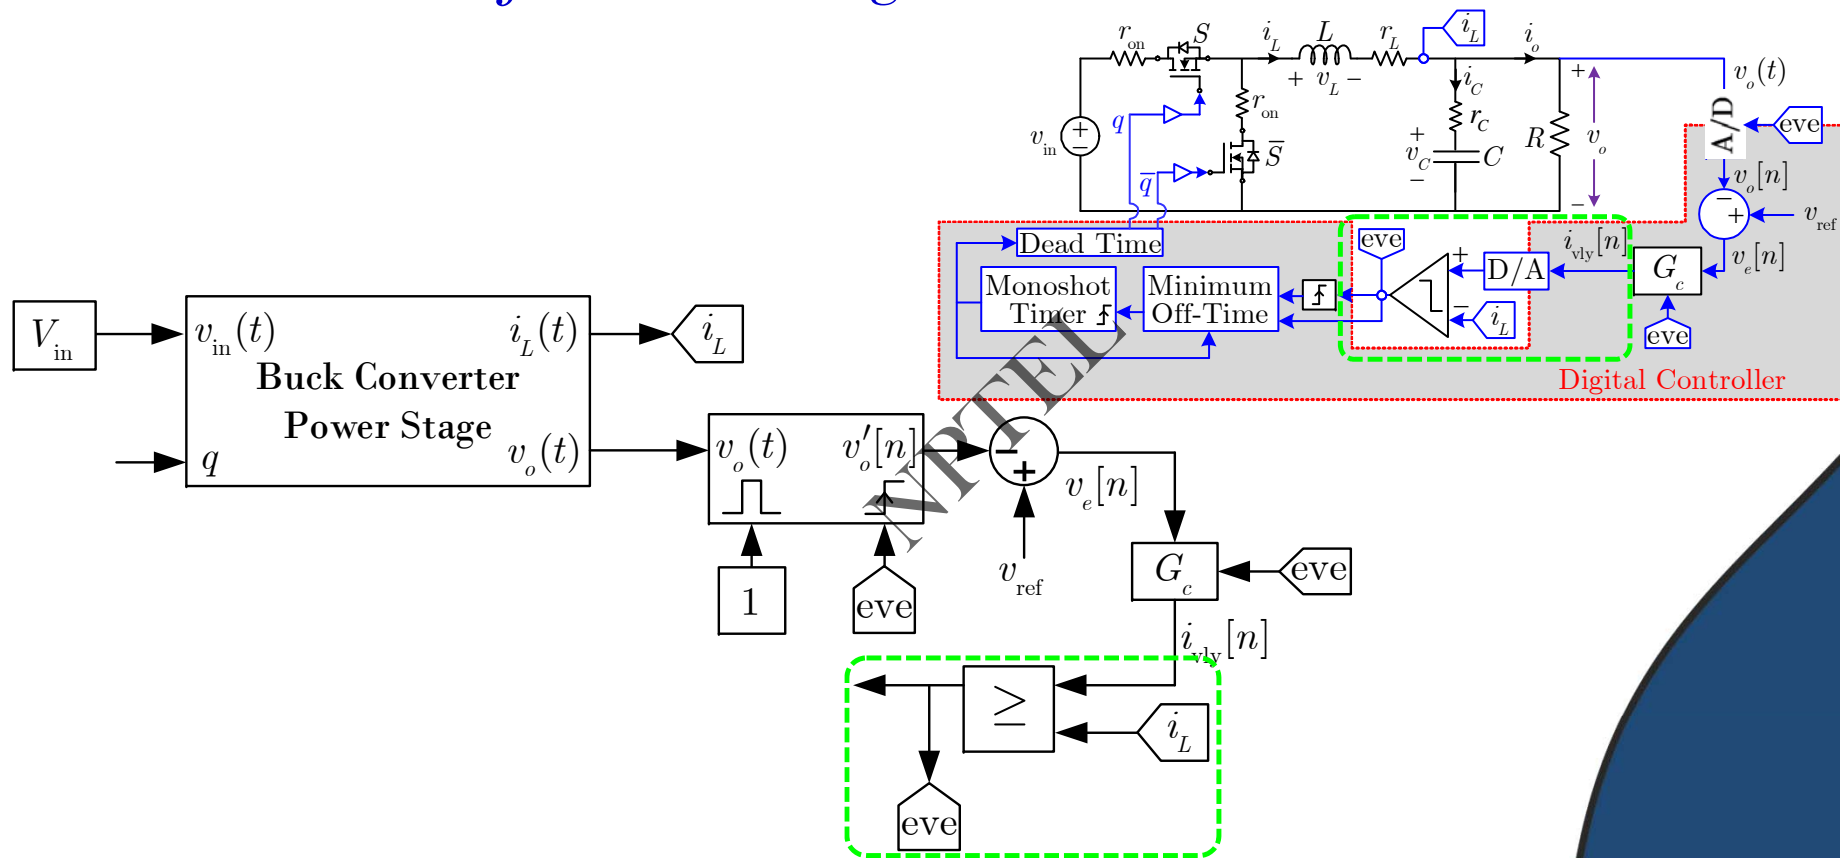 r_on S i_L L r_L i_L i_o
+ v_L −
v_o(t)
q r_on i_C r_C + A/D eve
v_in + − S̅ + v_C − C R v_o
q̅ − v_o[n]
− + v_ref
eve i_vly[n] v_e[n]
Dead Time + D/A G_c
Monoshot Timer
Minimum Off-Time
− i_L
eve
Digital Controller
V_in v_in(t) i_L(t) i_L
Buck Converter
Power Stage
q v_o(t)
v_o(t) v_o′[n] − +
v_e[n]
NPTEL
v_ref
1 eve
G_c eve
i_vly[n]
≥
i_L
eve